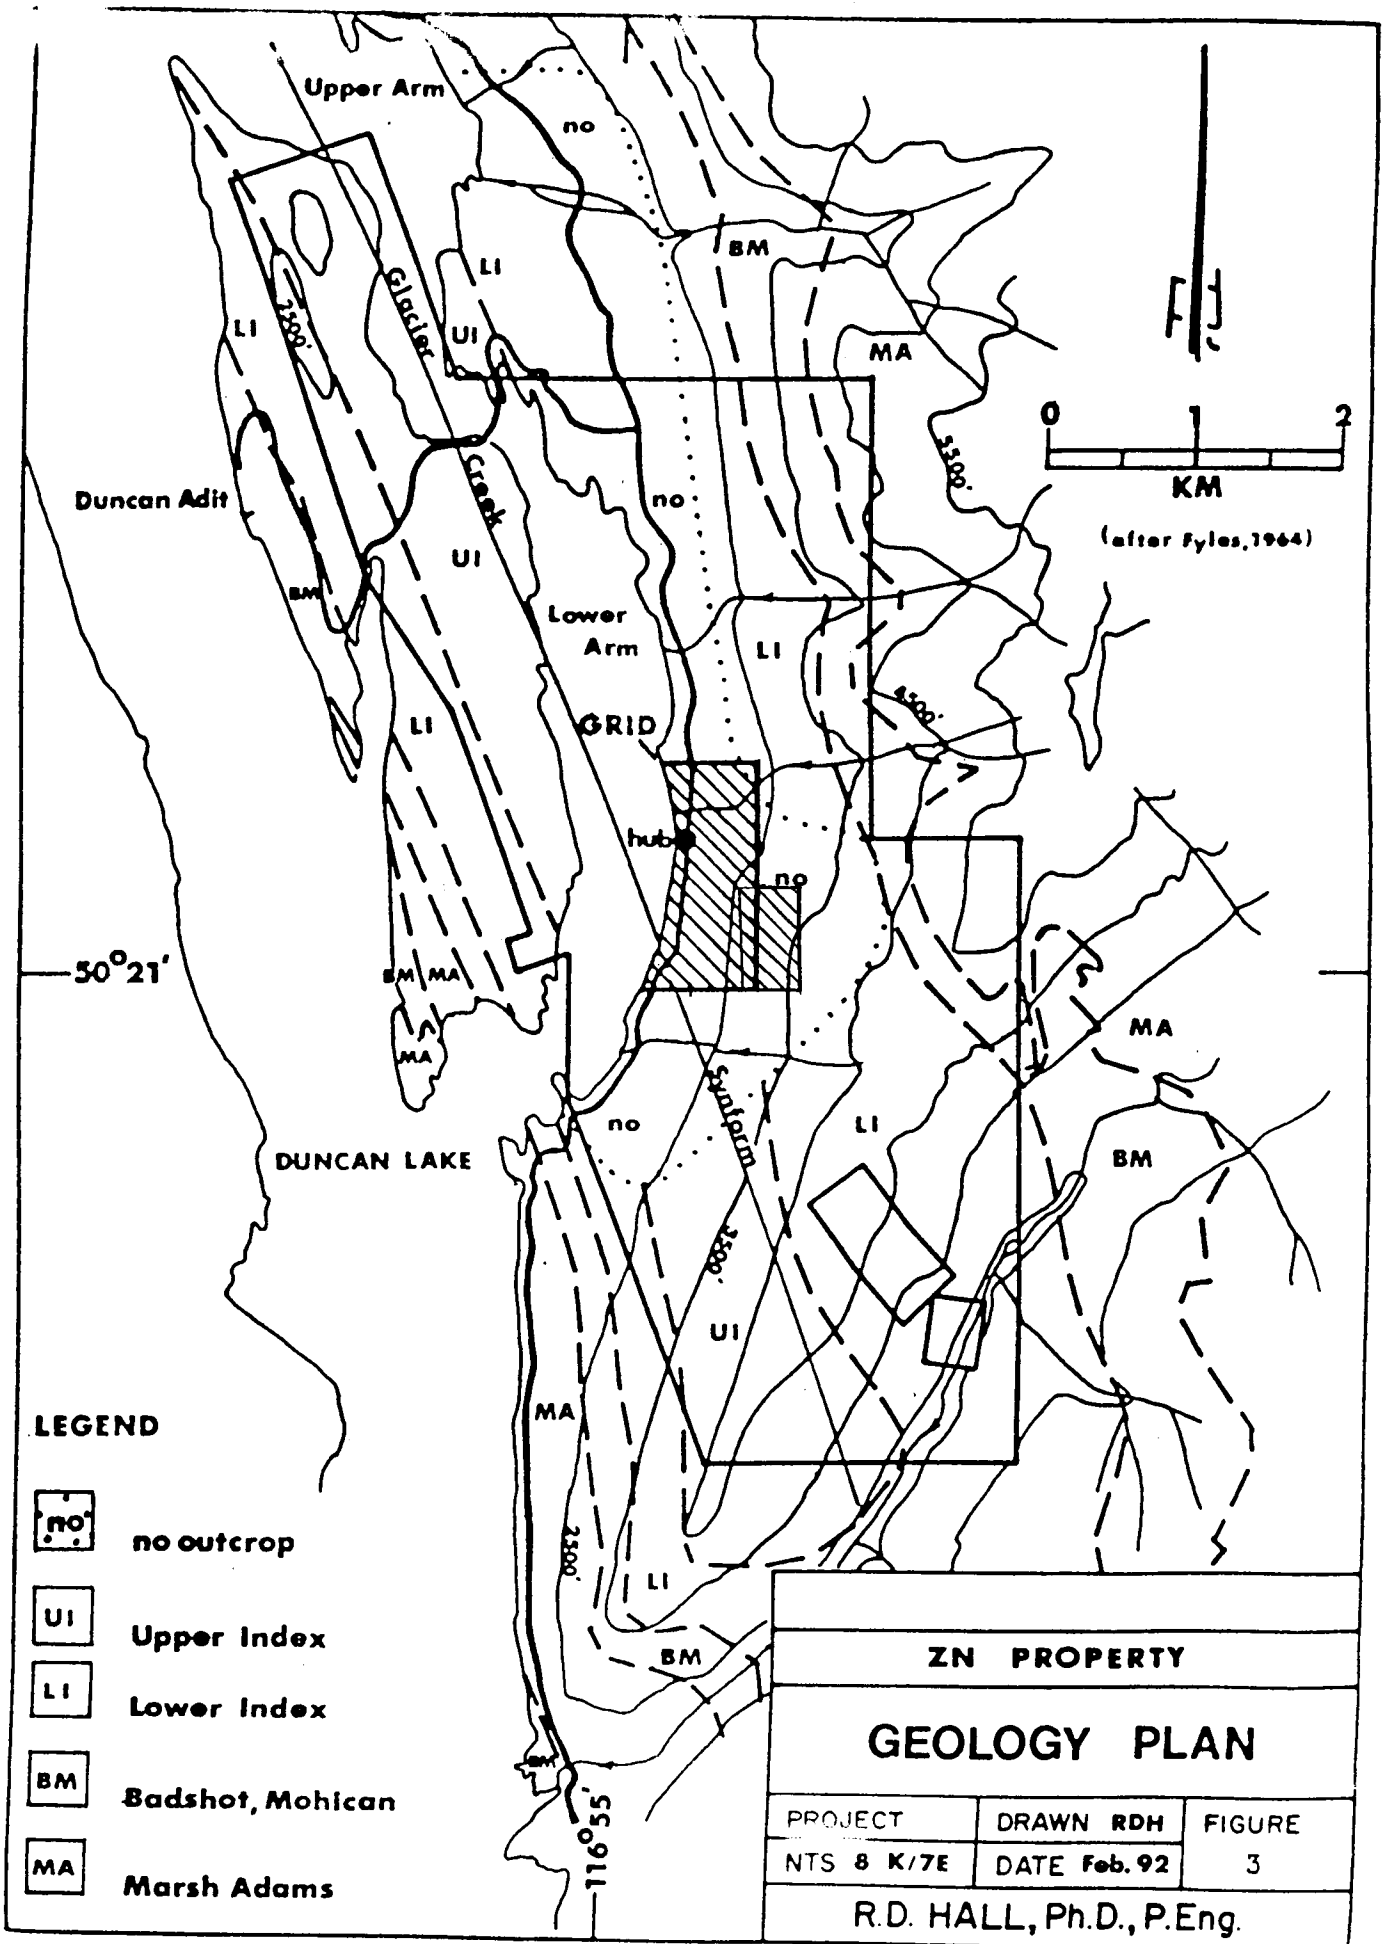 Upper Arm
no
BM
LI
Glacier
2500'
LI
UI
MA
0 1 2
KM
(after Fyles, 1964)
5500'
Duncan Adit
Creek
no
UI
BM
Lower
Arm
LI
4500'
LI
GRID
hub
no
50°21'
BM MA
MA
MA
Synform
no
LI
BM
DUNCAN LAKE
3500'
UI
MA
2500'
LI
BM
BM
116°55'
LEGEND
no no outcrop
UI Upper Index
LI Lower Index
BM Badshot, Mohican
MA Marsh Adams
ZN PROPERTY
GEOLOGY PLAN
PROJECT
NTS 8 K/7E
DRAWN RDH
DATE Feb. 92
FIGURE
3
R.D. HALL, Ph.D., P.Eng.